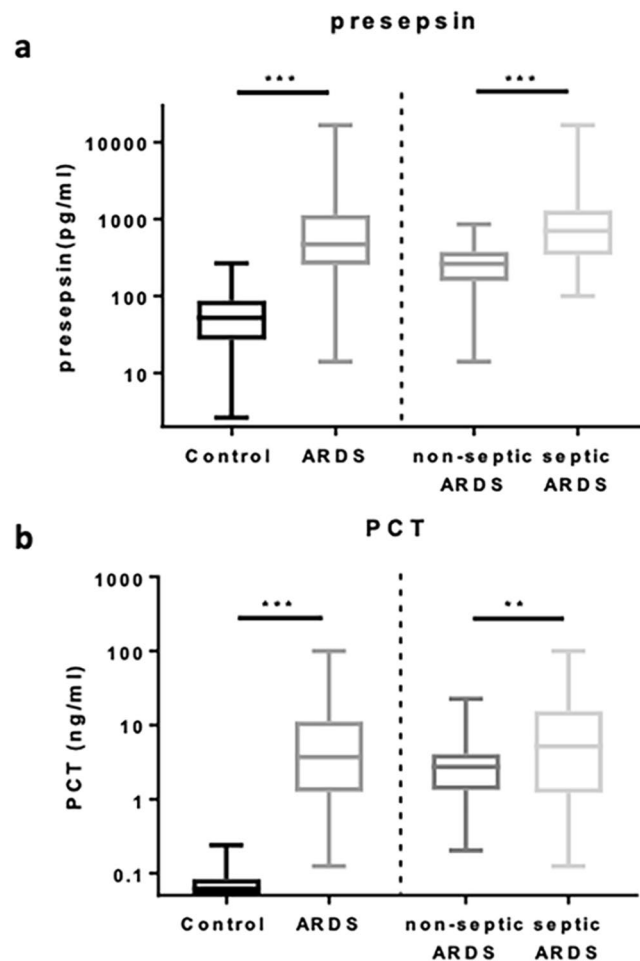 presepsin
a
***
***
presepsin(pg/ml)
10000
1000
100
10
Control
ARDS
non-septic
ARDS
septic
ARDS
PCT
b
***
**
PCT (ng/ml)
1000
100
10
1
0.1
Control
ARDS
non-septic
ARDS
septic
ARDS